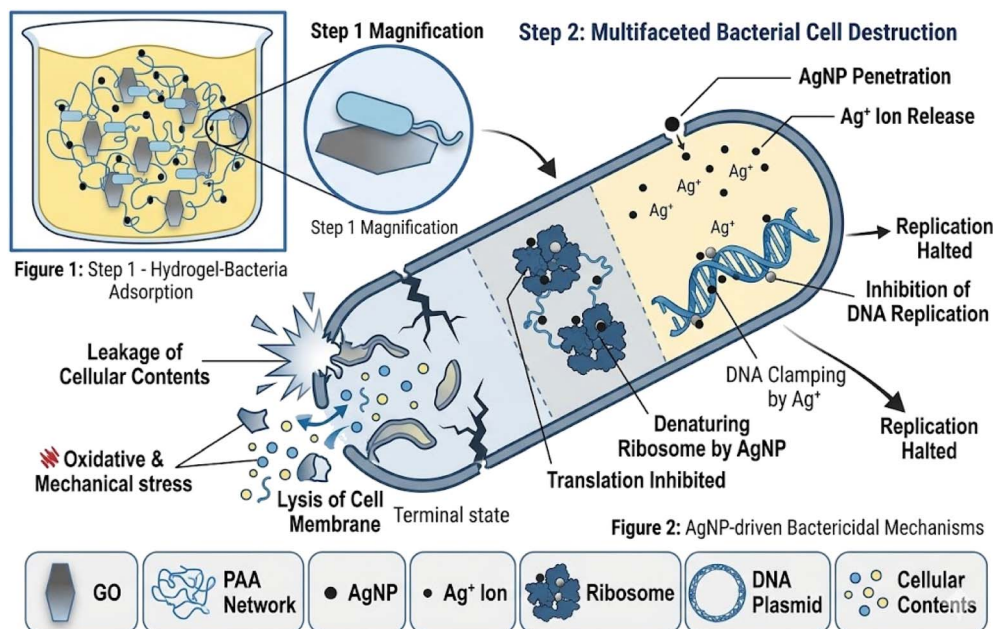 Step 1 Magnification
Step 1 Magnification
Figure 1: Step 1 - Hydrogel-Bacteria
Adsorption
Step 2: Multifaceted Bacterial Cell Destruction
AgNP Penetration
Ag⁺ Ion Release
Ag⁺
Ag⁺
Ag⁺
Ag⁺
Replication
Halted
Inhibition of
DNA Replication
DNA Clamping
by Ag⁺
Replication
Halted
Denaturing
Ribosome by AgNP
Translation Inhibited
Leakage of
Cellular Contents
Oxidative &
Mechanical stress
Lysis of Cell
Membrane
Terminal state
Figure 2: AgNP-driven Bactericidal Mechanisms
GO
PAA
Network
AgNP
Ag⁺ Ion
Ribosome
DNA
Plasmid
Cellular
Contents